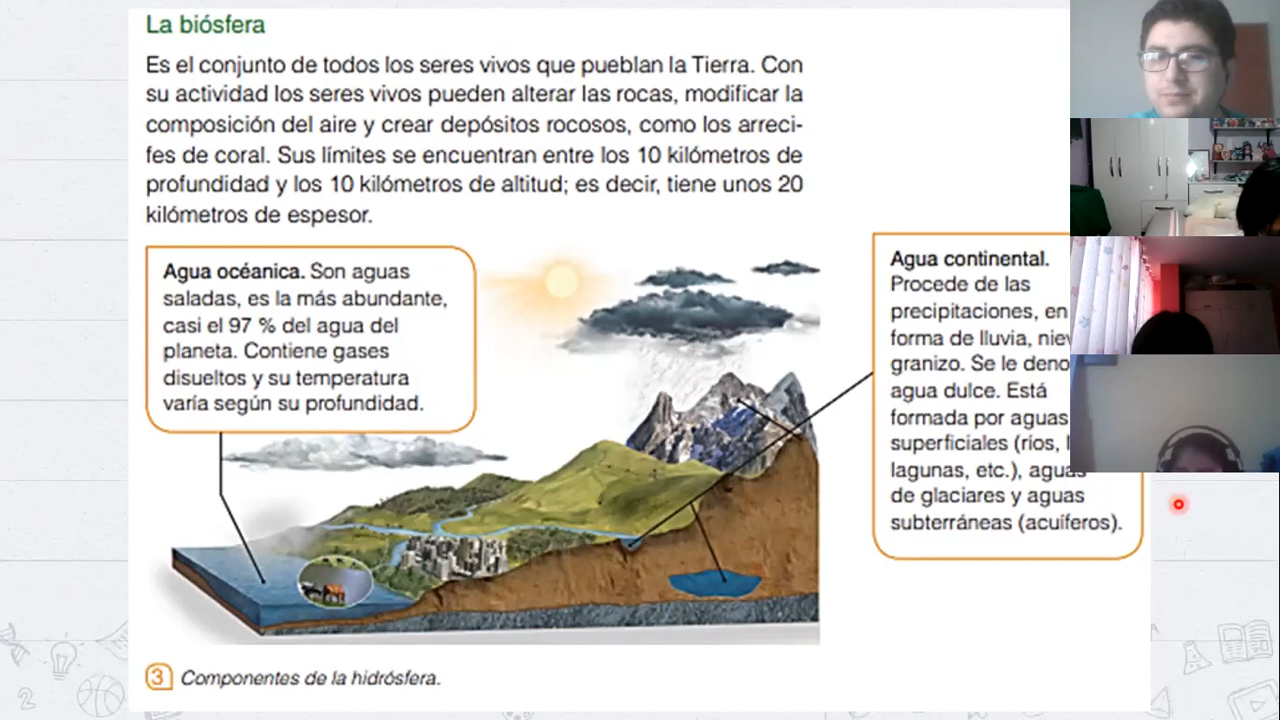 La biósfera
Es el conjunto de todos los seres vivos que pueblan la Tierra. Con
su actividad los seres vivos pueden alterar las rocas, modificar la
composición del aire y crear depósitos rocosos, como los arreci-
fes de coral. Sus límites se encuentran entre los 10 kilómetros de
profundidad y los 10 kilómetros de altitud; es decir, tiene unos 20
kilómetros de espesor.
Agua océanica. Son aguas
saladas, es la más abundante,
casi el 97 % del agua del
planeta. Contiene gases
disueltos y su temperatura
varía según su profundidad.
Agua continental.
Procede de las
precipitaciones, en
forma de lluvia,
granizo. Se le
agua dulce. Está
formada por aguas
superficiales (ríos,
lagunas, etc.), aguas
de glaciares y aguas
subterráneas (acuíferos).
3 Componentes de la hidrósfera.